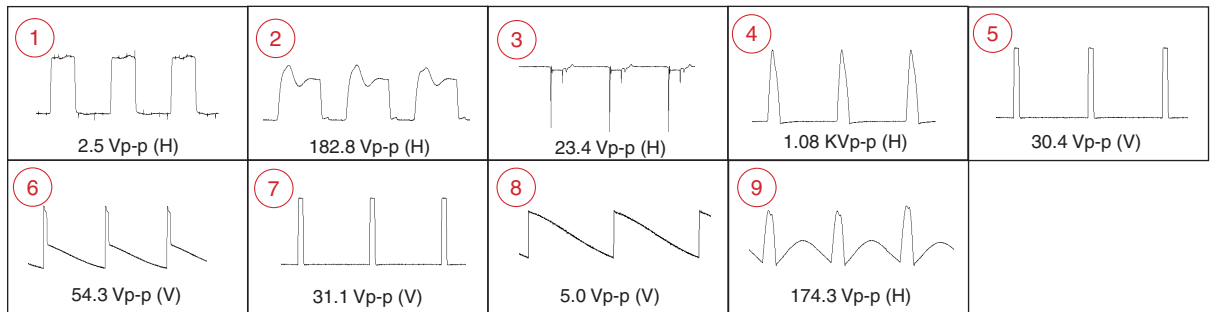 1
2.5 Vp-p (H)
2
182.8 Vp-p (H)
3
23.4 Vp-p (H)
4
1.08 KVp-p (H)
5
30.4 Vp-p (V)
6
54.3 Vp-p (V)
7
31.1 Vp-p (V)
8
5.0 Vp-p (V)
9
174.3 Vp-p (H)